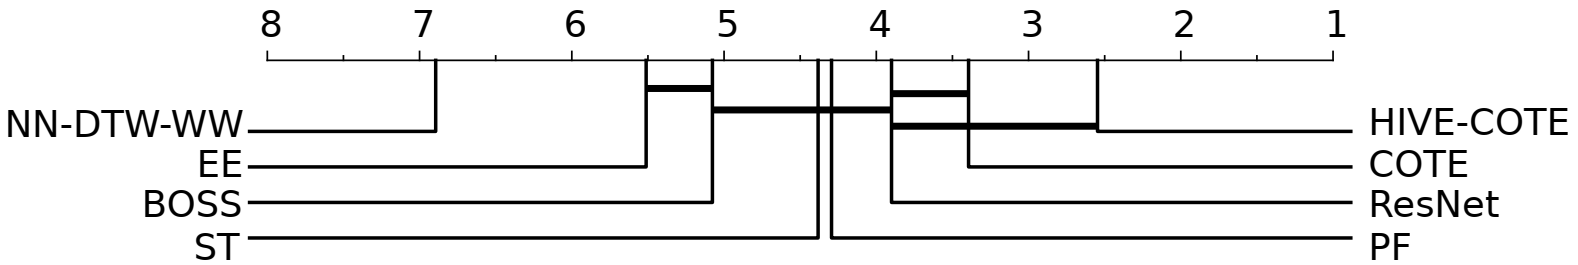 8 7 6 5 4 3 2 1
NN-DTW-WW HIVE-COTE
EE COTE
BOSS ResNet
ST PF